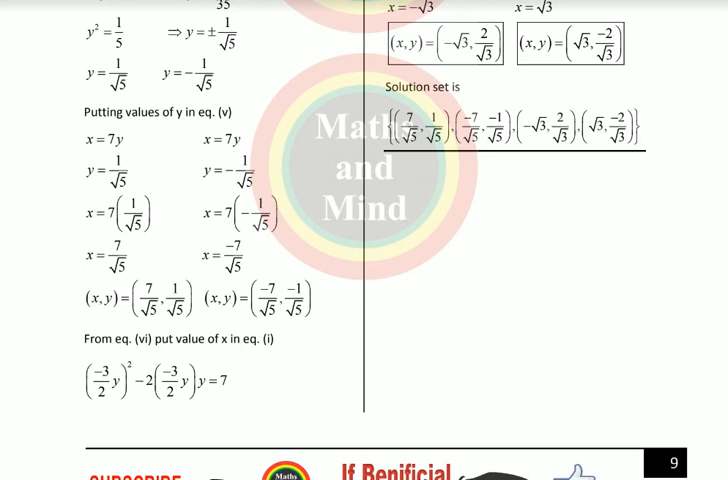 35
y² = 1/5 ⇒ y = ± 1/√5
y = 1/√5 y = − 1/√5
Putting values of y in eq. (v)
x = 7y x = 7y
y = 1/√5 y = − 1/√5
x = 7(1/√5) x = 7(− 1/√5)
x = 7/√5 x = −7/√5
(x, y) = (7/√5, 1/√5) (x, y) = (−7/√5, −1/√5)
From eq. (vi) put value of x in eq. (i)
(−3/2 y)² − 2(−3/2 y) y = 7
x = −√3 x = √3
(x, y) = (−√3, 2/√3) (x, y) = (√3, −2/√3)
Solution set is
{(7/√5, 1/√5), (−7/√5, −1/√5), (−√3, 2/√3), (√3, −2/√3)}
Maths
and
Mind
9
SUBSCRIBE
Maths
If Benificial